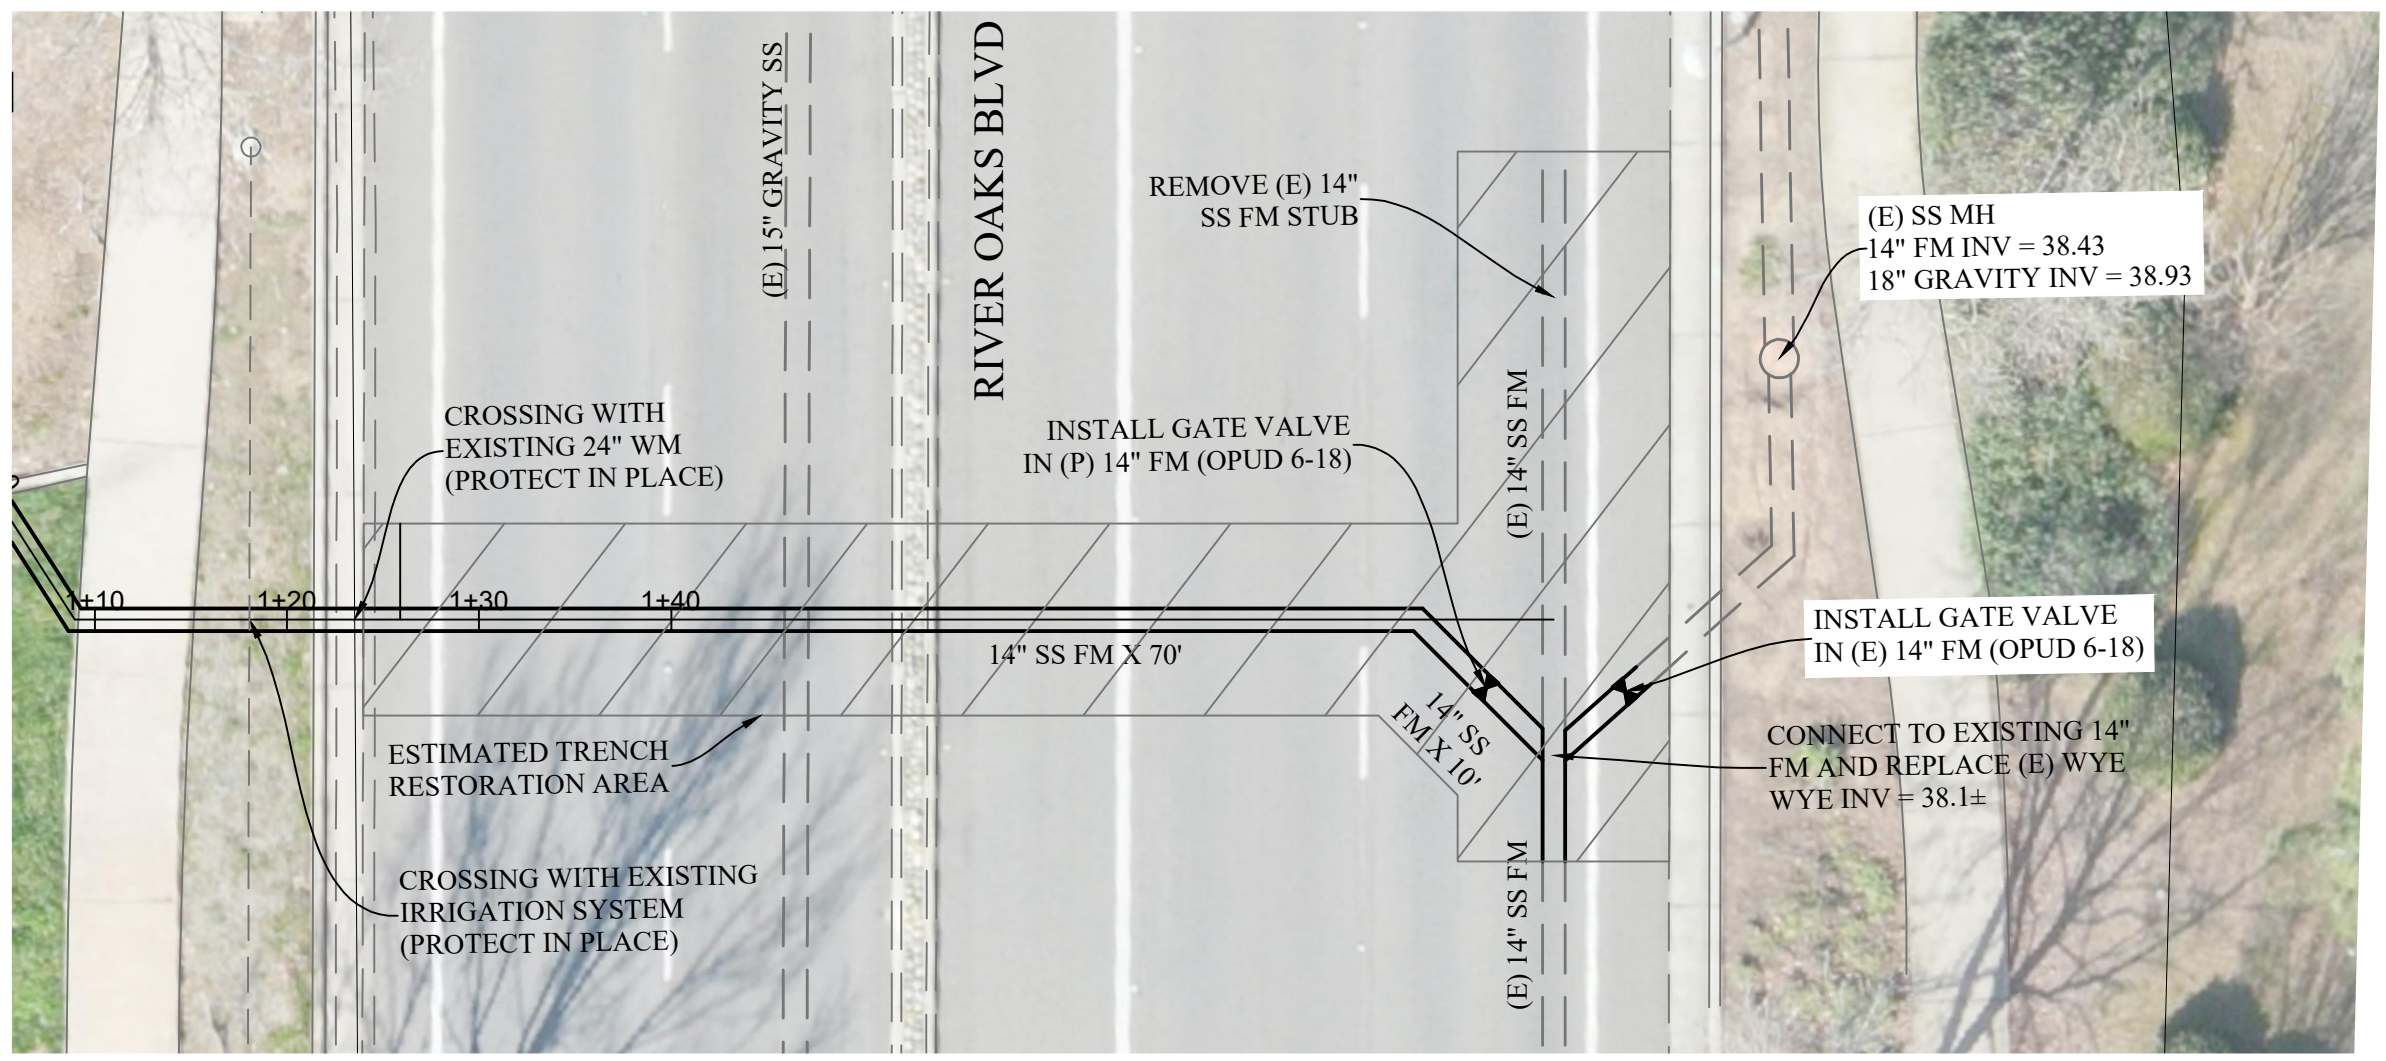 (E) 15" GRAVITY SS
RIVER OAKS BLVD
REMOVE (E) 14"
SS FM STUB
(E) SS MH
14" FM INV = 38.43
18" GRAVITY INV = 38.93
CROSSING WITH
EXISTING 24" WM
(PROTECT IN PLACE)
INSTALL GATE VALVE
IN (P) 14" FM (OPUD 6-18)
(E) 14" SS FM
1+10
1+20
1+30
1+40
14" SS FM X 70'
INSTALL GATE VALVE
IN (E) 14" FM (OPUD 6-18)
14" SS
FM X 10'
CONNECT TO EXISTING 14"
FM AND REPLACE (E) WYE
WYE INV = 38.1±
ESTIMATED TRENCH
RESTORATION AREA
CROSSING WITH EXISTING
IRRIGATION SYSTEM
(PROTECT IN PLACE)
(E) 14" SS FM